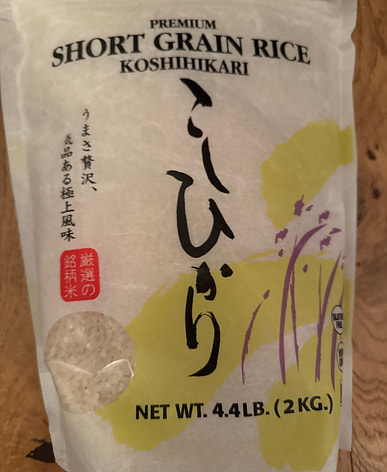 PREMIUM
SHORT GRAIN RICE
KOSHIHIKARI
こしひかり
うまさ贅沢、
気品ある極上風味
厳選の
銘柄米
NET WT. 4.4LB. (2KG.)